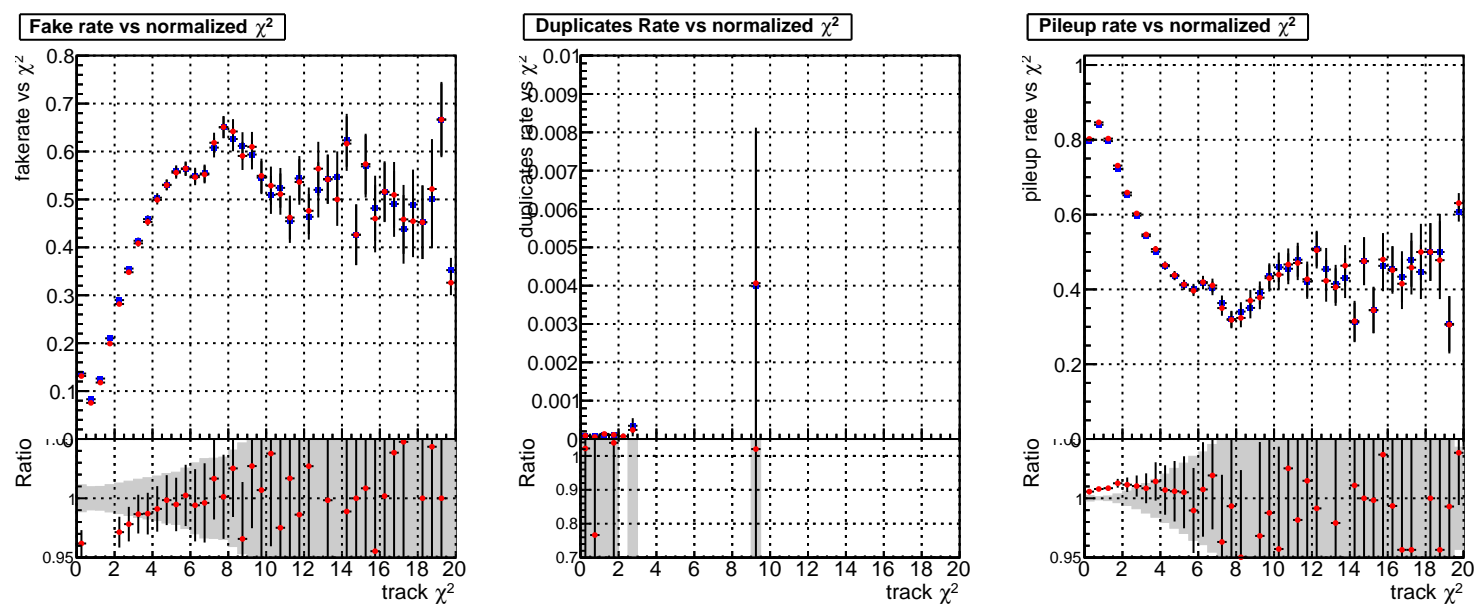 Fake rate vs normalized χ²
fakerate vs χ²
0.8
0.7
0.6
0.5
0.4
0.3
0.2
0.1
0
Ratio
1
0.95
0 2 4 6 8 10 12 14 16 18 20
track χ²
Duplicates Rate vs normalized χ²
duplicates rate vs χ²
0.01
0.009
0.008
0.007
0.006
0.005
0.004
0.003
0.002
0.001
0
Ratio
0.9
0.8
0.7
0 2 4 6 8 10 12 14 16 18 20
track χ²
Pileup rate vs normalized χ²
pileup rate vs χ²
1
0.8
0.6
0.4
0.2
0
Ratio
1
0.95
0 2 4 6 8 10 12 14 16 18 20
track χ²